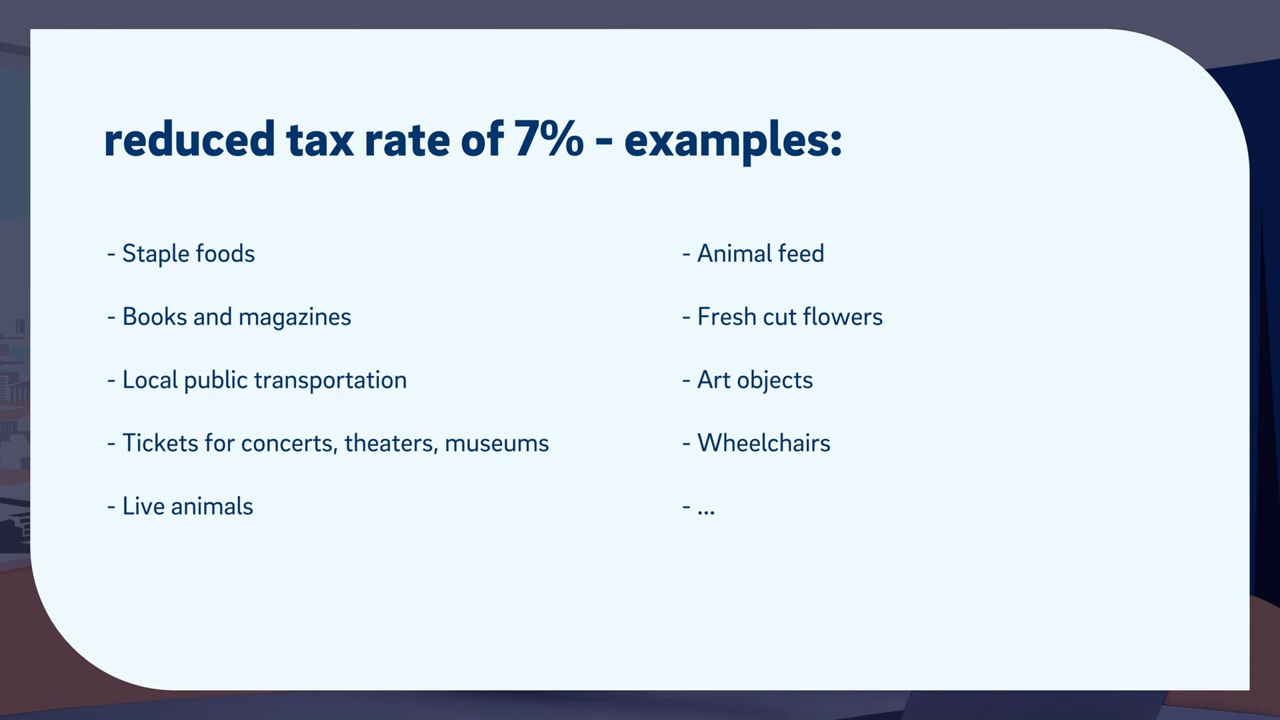 reduced tax rate of 7% - examples:
- Staple foods
- Books and magazines
- Local public transportation
- Tickets for concerts, theaters, museums
- Live animals
- Animal feed
- Fresh cut flowers
- Art objects
- Wheelchairs
- ...